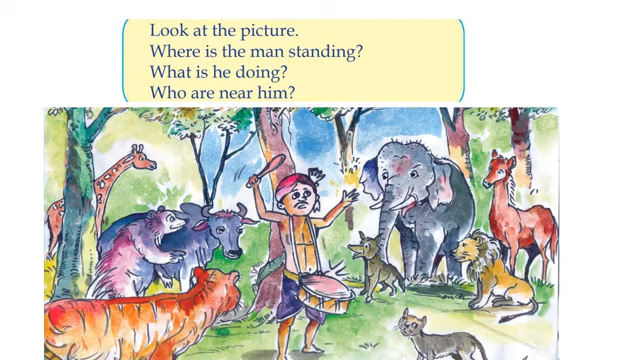 Look at the picture.
Where is the man standing?
What is he doing?
Who are near him?